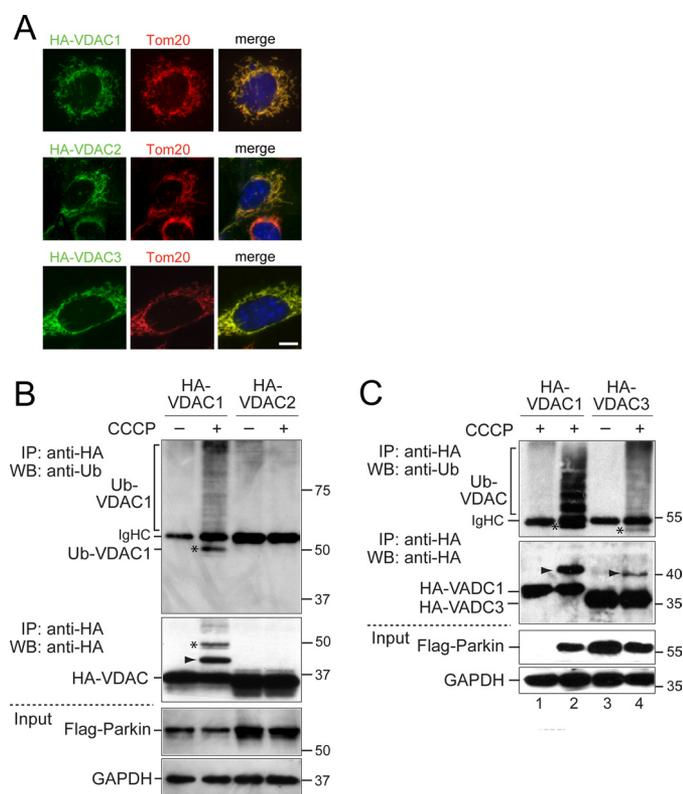 A
HA-VDAC1 Tom20 merge
HA-VDAC2 Tom20 merge
HA-VDAC3 Tom20 merge
B
HA-
VDAC1
HA-
VDAC2
CCCP − + − +
IP: anti-HA
WB: anti-Ub
Ub-
VDAC1
75
IgHC
* Ub-VDAC1
50
37
IP: anti-HA
WB: anti-HA
*
50
HA-VDAC
37
Input
Flag-Parkin
50
GAPDH
37
C
HA-
VDAC1
HA-
VDAC3
CCCP + + − +
IP: anti-HA
WB: anti-Ub
Ub-
VDAC
IgHC
* *
55
IP: anti-HA
WB: anti-HA
40
HA-VADC1
HA-VADC3
35
Input
Flag-Parkin
55
GAPDH
35
1 2 3 4